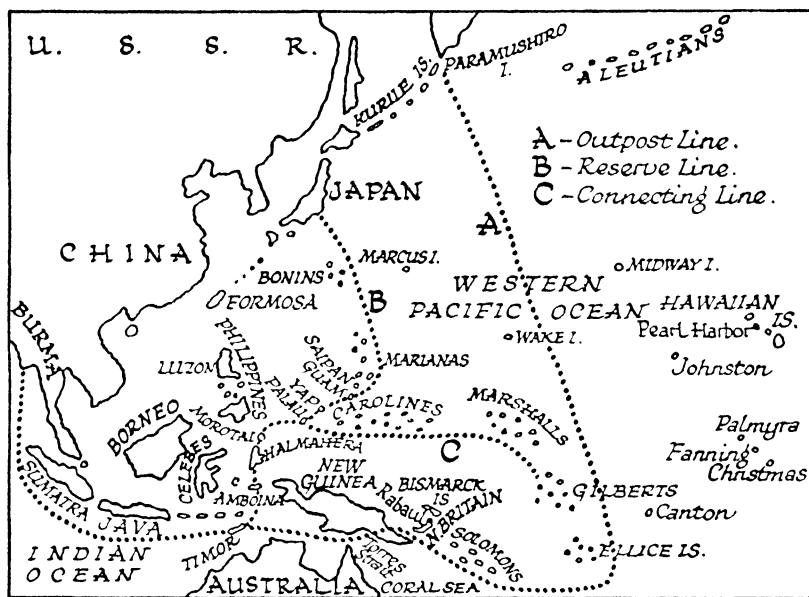 U. S. S. R.
KURILE IS.
PARAMUSHIRO
I.
ALEUTIANS
A – Outpost Line.
B – Reserve Line.
C – Connecting Line.
JAPAN
A
CHINA
BONINS
MARCUS I.
MIDWAY I.
WESTERN
PACIFIC OCEAN
B
FORMOSA
HAWAIIAN
IS.
Pearl Harbor
WAKE I.
BURMA
LUZON
PHILIPPINES
SAIPAN
GUAM
MARIANAS
Johnston
YAP
PALAU
CAROLINES
MARSHALLS
BORNEO
MOROTAI
HALMAHERA
C
Palmyra
Fanning
Christmas
CELEBES
NEW
GUINEA
BISMARCK
IS
Rabaul
N. BRITAIN
GILBERTS
SUMATRA
AMBOINA
JAVA
SOLOMONS
Canton
ELLICE IS.
INDIAN
OCEAN
TIMOR
Torres
Strait
AUSTRALIA
CORAL SEA